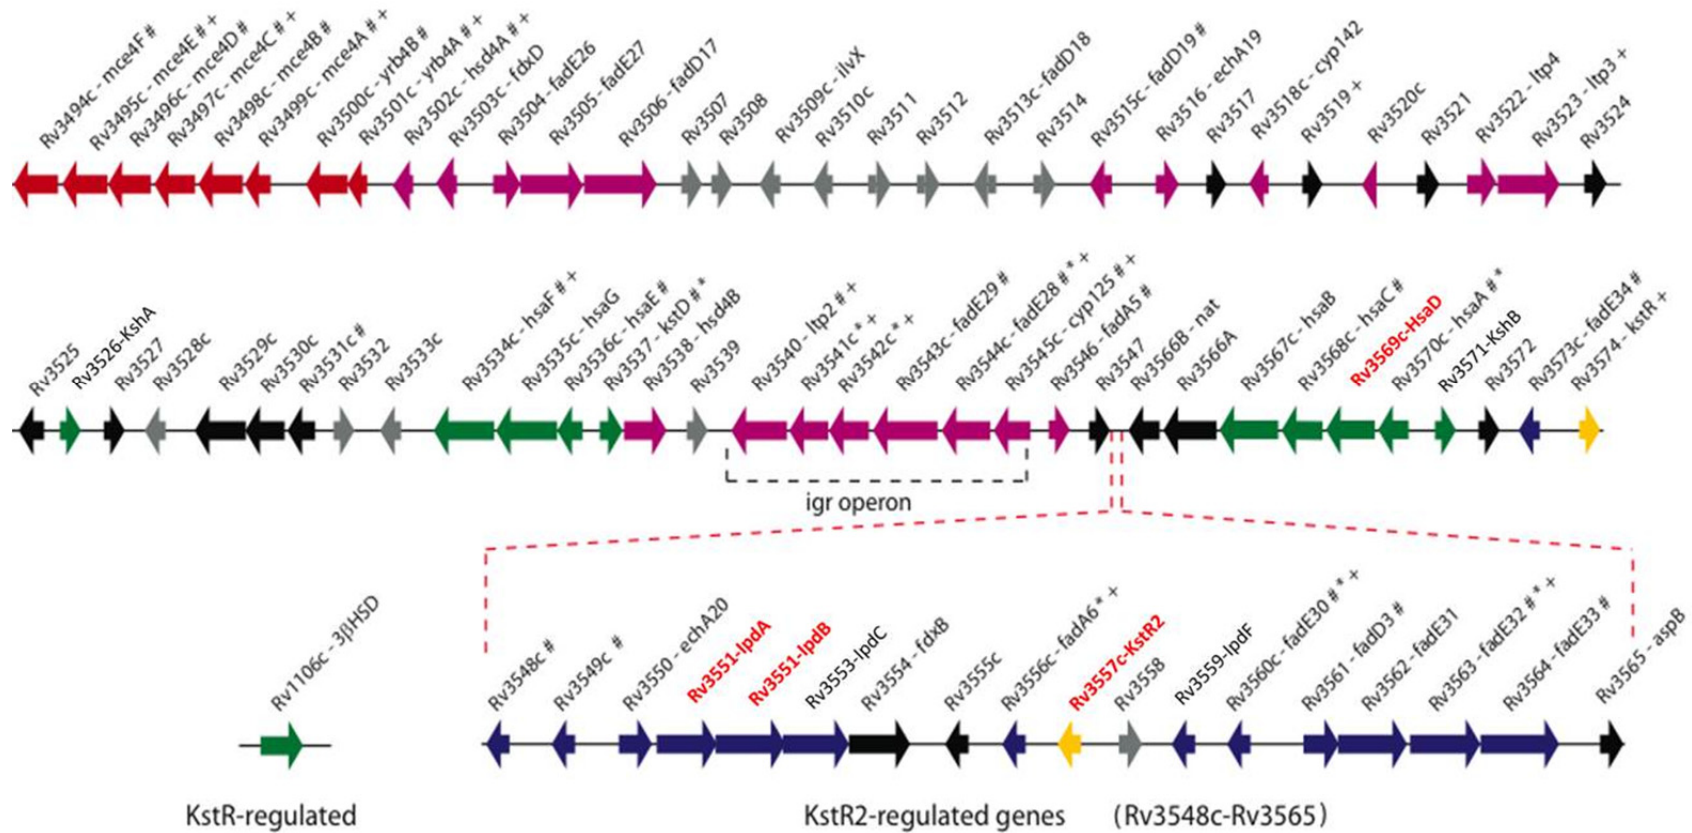 Rv3494c - mce4F #
Rv3495c - mce4E # +
Rv3496c - mce4D #
Rv3497c - mce4C # +
Rv3498c - mce4B #
Rv3499c - mce4A # +
Rv3500c - yrb4B #
Rv3501c - yrb4A # +
Rv3502c - hsd4A # +
Rv3503c - fdxD
Rv3504 - fadE26
Rv3505 - fadE27
Rv3506 - fadD17
Rv3507
Rv3508
Rv3509c - ilvX
Rv3510c
Rv3511
Rv3512
Rv3513c - fadD18
Rv3514
Rv3515c - fadD19 #
Rv3516 - echA19
Rv3517
Rv3518c - cyp142
Rv3519 +
Rv3520c
Rv3521
Rv3522 - ltp4
Rv3523 - ltp3 +
Rv3524
Rv3525
Rv3526-KshA
Rv3527
Rv3528c
Rv3529c
Rv3530c
Rv3531c #
Rv3532
Rv3533c
Rv3534c - hsaF # +
Rv3535c - hsaG
Rv3536c - hsaE #
Rv3537 - kstD # *
Rv3538 - hsd4B
Rv3539
Rv3540 - ltp2 # +
Rv3541c * +
Rv3542c * +
Rv3543c - fadE29 #
Rv3544c - fadE28 # * +
Rv3545c - cyp125 # +
Rv3546 - fadA5 #
Rv3547
Rv3566B - nat
Rv3566A
Rv3567c - hsaB
Rv3568c - hsaC #
Rv3569c-HsaD
Rv3570c - hsaA # *
Rv3571-KshB
Rv3572
Rv3573c - fadE34 #
Rv3574 - kstR +
igr operon
Rv1106c - 3βHSD
Rv3548c #
Rv3549c #
Rv3550 - echA20
Rv3551-IpdA
Rv3551-IpdB
Rv3553-IpdC
Rv3554 - fdxB
Rv3555c
Rv3556c - fadA6 * +
Rv3557c-KstR2
Rv3558
Rv3559-IpdF
Rv3560c - fadE30 # * +
Rv3561 - fadD3 #
Rv3562 - fadE31
Rv3563 - fadE32 # * +
Rv3564 - fadE33 #
Rv3565 - aspB
KstR-regulated
KstR2-regulated genes (Rv3548c-Rv3565)